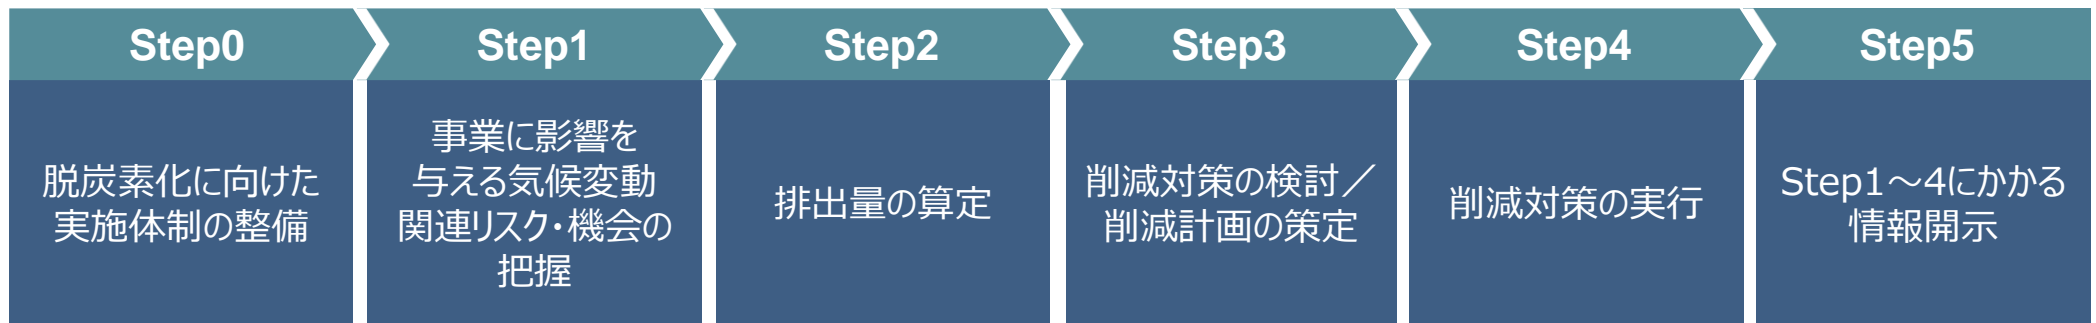 Step0
脱炭素化に向けた
実施体制の整備
Step1
事業に影響を
与える気候変動
関連リスク・機会の
把握
Step2
排出量の算定
Step3
削減対策の検討／
削減計画の策定
Step4
削減対策の実行
Step5
Step1～4にかかる
情報開示